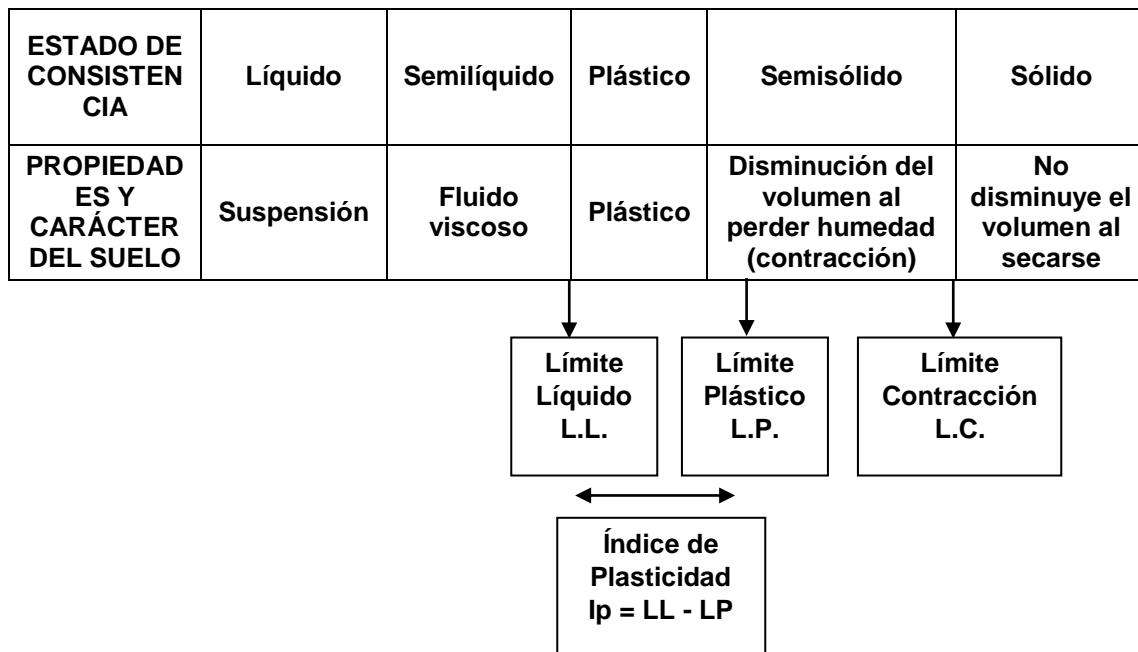 ESTADO DE
CONSISTEN
CIA
Líquido
Semilíquido
Plástico
Semisólido
Sólido
PROPIEDAD
ES Y
CARÁCTER
DEL SUELO
Suspensión
Fluido
viscoso
Plástico
Disminución del
volumen al
perder humedad
(contracción)
No
disminuye el
volumen al
secarse
Límite
Líquido
L.L.
Límite
Plástico
L.P.
Límite
Contracción
L.C.
Índice de
Plasticidad
Ip = LL - LP